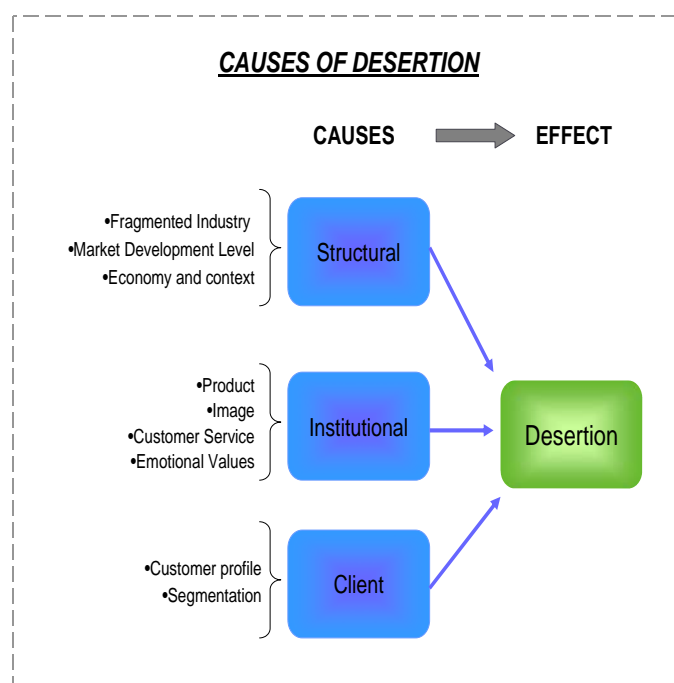 CAUSES OF DESERTION
CAUSES
EFFECT
•Fragmented Industry
•Market Development Level
•Economy and context
Structural
•Product
•Image
•Customer Service
•Emotional Values
Institutional
Desertion
•Customer profile
•Segmentation
Client